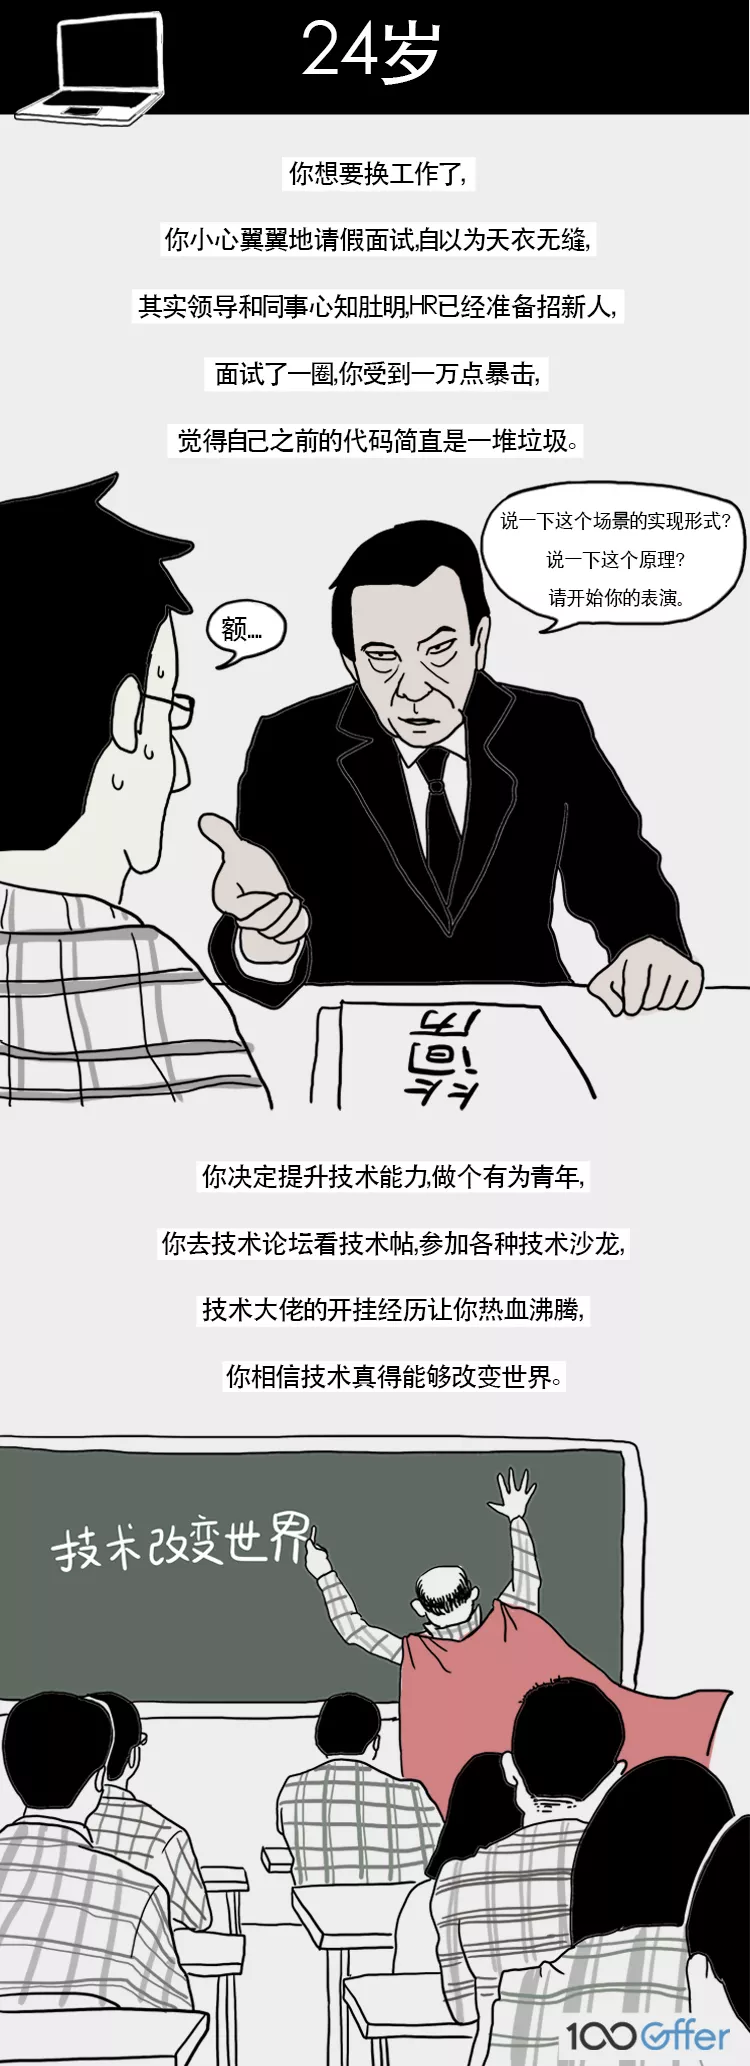 24岁
你想要换工作了,
你小心翼翼地请假面试,自以为天衣无缝,
其实领导和同事心知肚明,HR已经准备招新人,
面试了一圈,你受到一万点暴击,
觉得自己之前的代码简直是一堆垃圾。
说一下这个场景的实现形式?
说一下这个原理?
请开始你的表演。
额....
简历
你决定提升技术能力,做个有为青年,
你去技术论坛看技术帖,参加各种技术沙龙,
技术大佬的开挂经历让你热血沸腾,
你相信技术真得能够改变世界。
技术改变世界
100offer